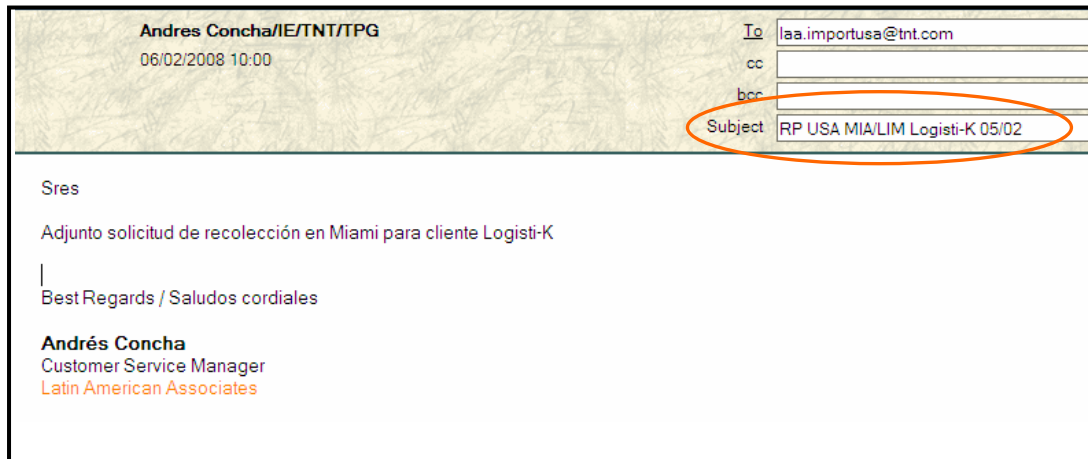 Andres Concha/IE/TNT/TPG
06/02/2008 10:00
To laa.importusa@tnt.com
cc
bcc
Subject RP USA MIA/LIM Logisti-K 05/02
Sres
Adjunto solicitud de recolección en Miami para cliente Logisti-K
Best Regards / Saludos cordiales
Andrés Concha
Customer Service Manager
Latin American Associates